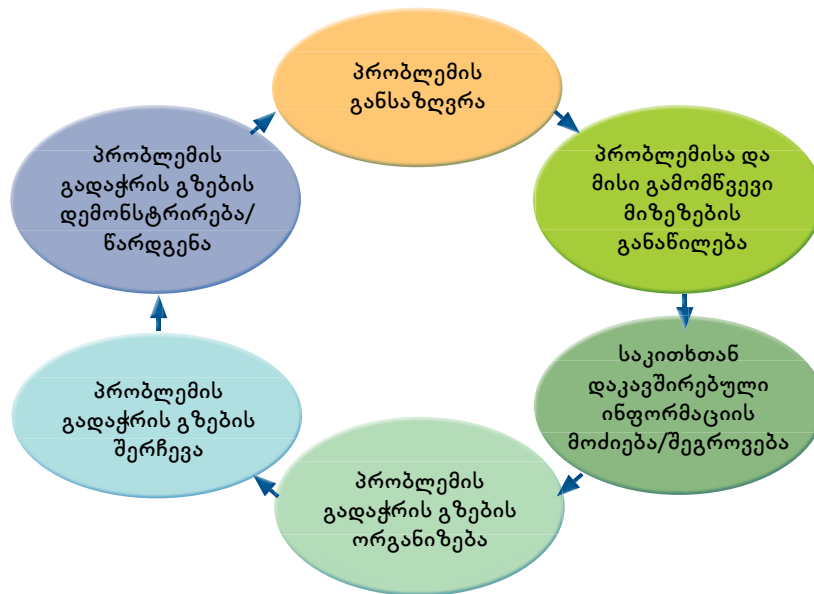 პრობლემის
განსაზღვრა
პრობლემისა და
მისი გამომწვევი
მიზეზების
განაწილება
საკითხთან
დაკავშირებული
ინფორმაციის
მოძიება/შეგროვება
პრობლემის
გადაჭრის გზების
ორგანიზება
პრობლემის
გადაჭრის გზების
შერჩევა
პრობლემის
გადაჭრის გზების
დემონსტრირება/
წარდგენა